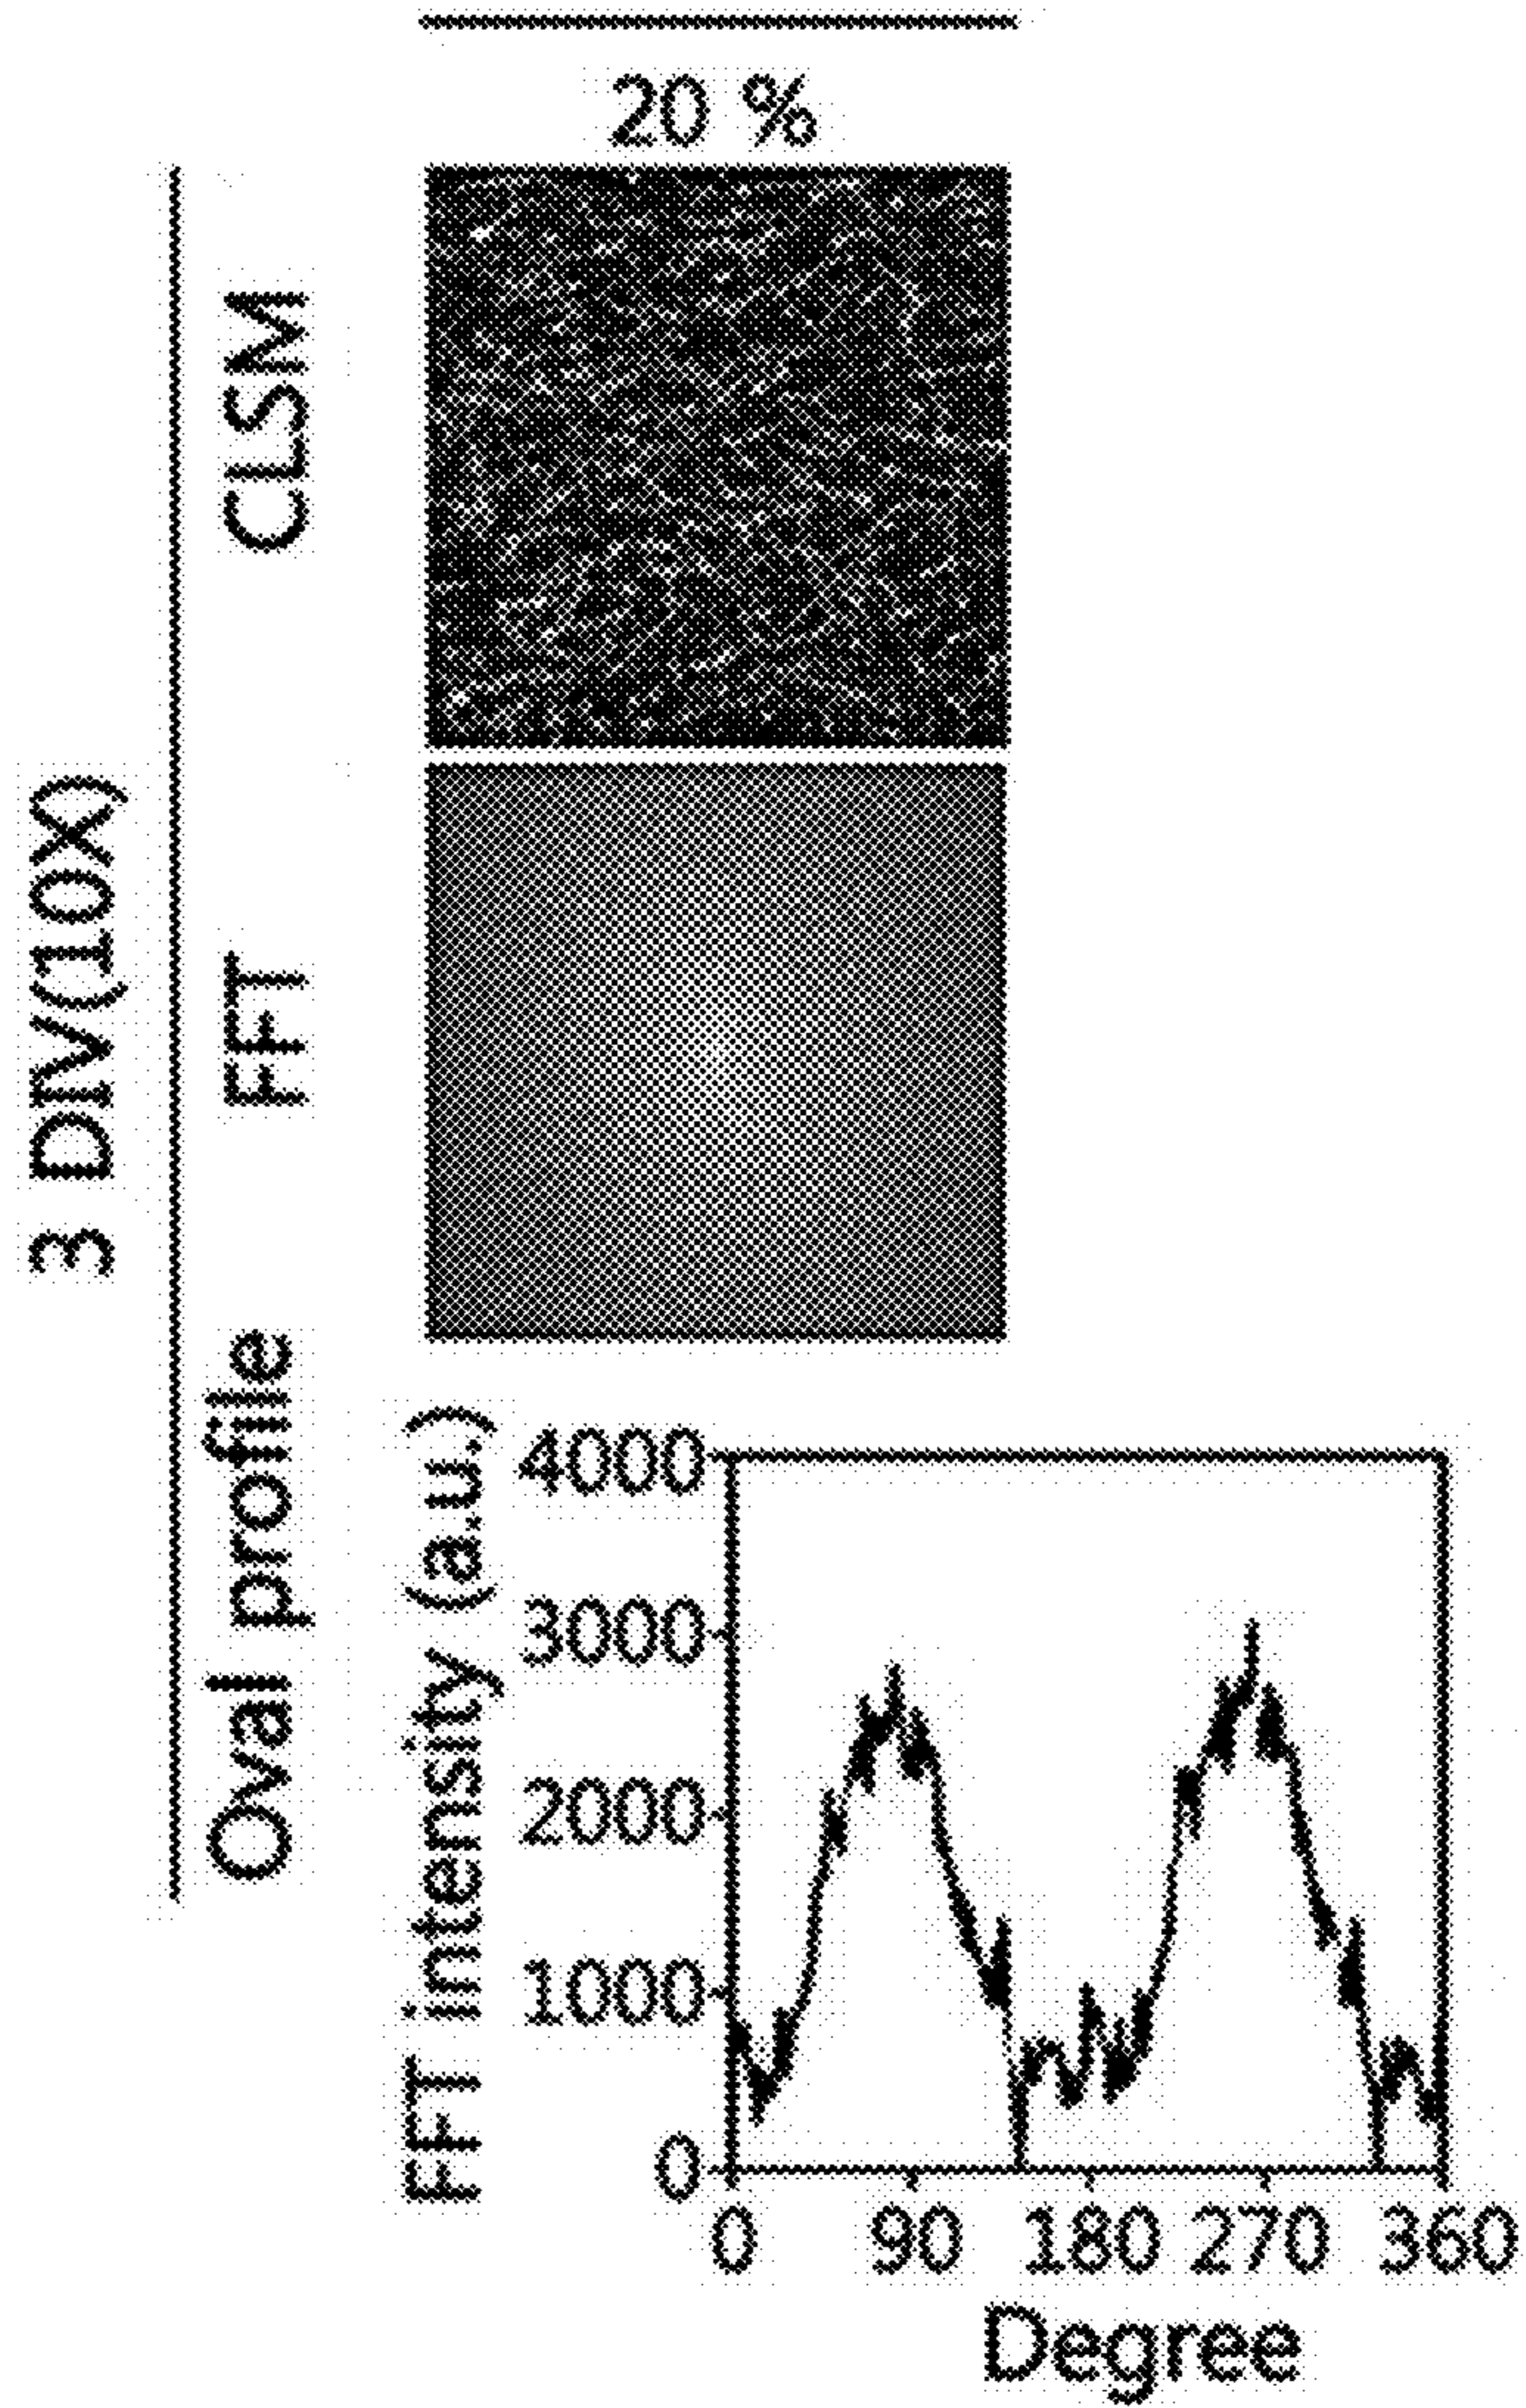 20 %
3 DIV(10X)
CLSM
FFT
Oval profile
FFT intensity (a.u.)
4000
3000
2000
1000
0
0 90 180 270 360
Degree